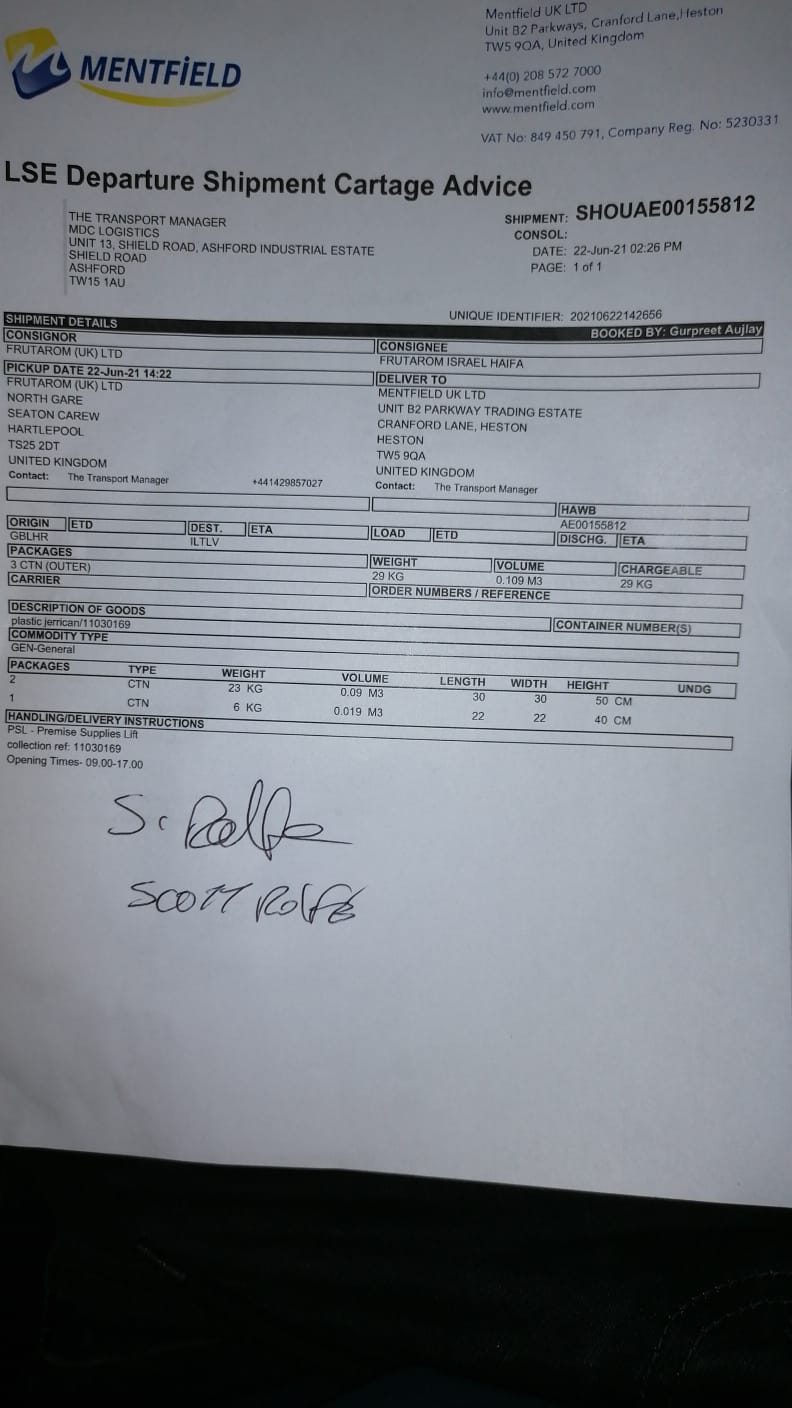 MENTFiELD
Mentfield UK LTD
Unit B2 Parkways, Cranford Lane,Heston
TW5 9QA, United Kingdom
+44(0) 208 572 7000
info@mentfield.com
www.mentfield.com
VAT No: 849 450 791, Company Reg. No: 5230331
LSE Departure Shipment Cartage Advice
THE TRANSPORT MANAGER
MDC LOGISTICS
UNIT 13, SHIELD ROAD, ASHFORD INDUSTRIAL ESTATE
SHIELD ROAD
ASHFORD
TW15 1AU
SHIPMENT: SHOUAE00155812
CONSOL:
DATE: 22-Jun-21 02:26 PM
PAGE: 1 of 1
UNIQUE IDENTIFIER: 20210622142656
SHIPMENT DETAILS BOOKED BY: Gurpreet Aujlay
CONSIGNOR
FRUTAROM (UK) LTD
CONSIGNEE
FRUTAROM ISRAEL HAIFA
PICKUP DATE 22-Jun-21 14:22
FRUTAROM (UK) LTD
NORTH GARE
SEATON CAREW
HARTLEPOOL
TS25 2DT
UNITED KINGDOM
Contact: The Transport Manager +441429857027
DELIVER TO
MENTFIELD UK LTD
UNIT B2 PARKWAY TRADING ESTATE
CRANFORD LANE, HESTON
HESTON
TW5 9QA
UNITED KINGDOM
Contact: The Transport Manager
HAWB
AE00155812
ORIGIN ETD DEST. ETA LOAD ETD DISCHG. ETA
GBLHR ILTLV
PACKAGES WEIGHT VOLUME CHARGEABLE
3 CTN (OUTER) 29 KG 0.109 M3 29 KG
CARRIER ORDER NUMBERS / REFERENCE
DESCRIPTION OF GOODS CONTAINER NUMBER(S)
plastic jerrican/11030169
COMMODITY TYPE
GEN-General
PACKAGES TYPE WEIGHT VOLUME LENGTH WIDTH HEIGHT UNDG
2 CTN 23 KG 0.09 M3 30 30 50 CM
1 CTN 6 KG 0.019 M3 22 22 40 CM
HANDLING/DELIVERY INSTRUCTIONS
PSL - Premise Supplies Lift
collection ref: 11030169
Opening Times- 09.00-17.00
S. Rolfe
SCOTT ROLFE